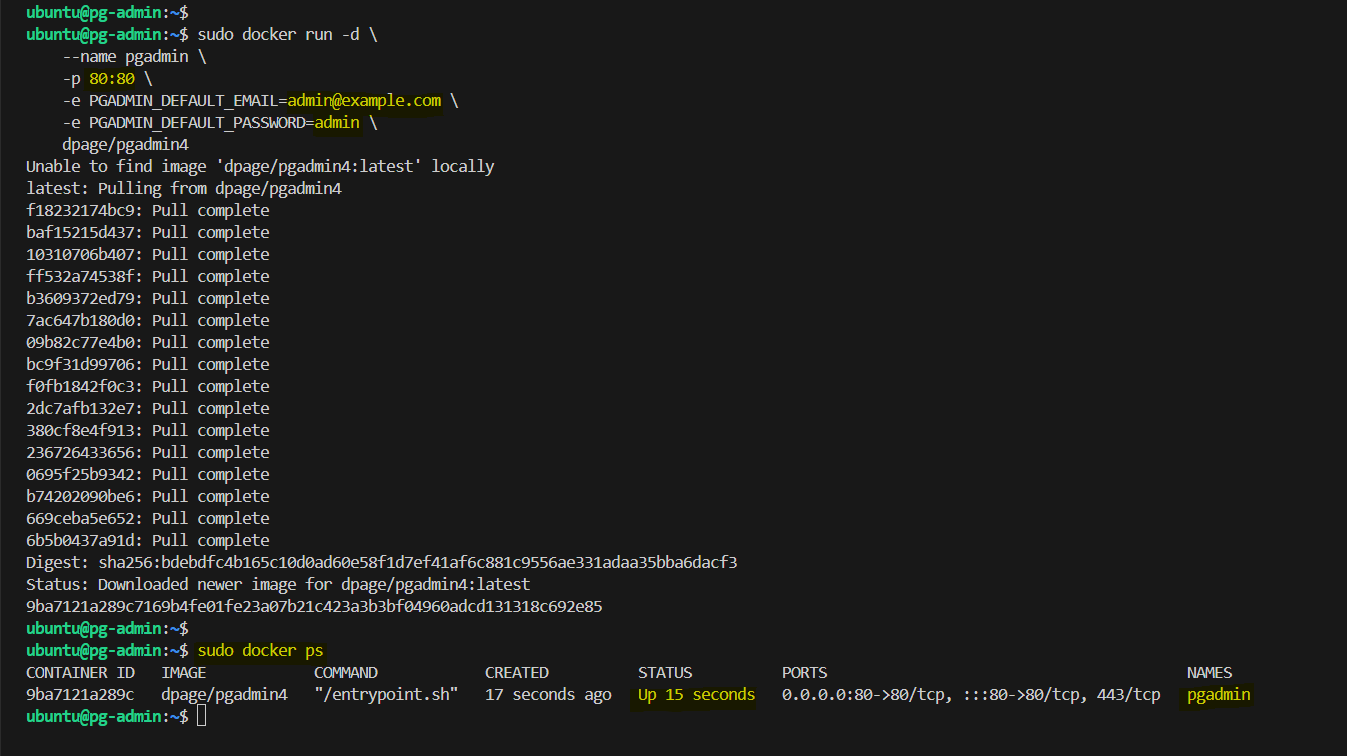 ubuntu@pg-admin:~$
ubuntu@pg-admin:~$ sudo docker run -d \
    --name pgadmin \
    -p 80:80 \
    -e PGADMIN_DEFAULT_EMAIL=admin@example.com \
    -e PGADMIN_DEFAULT_PASSWORD=admin \
    dpage/pgadmin4
Unable to find image 'dpage/pgadmin4:latest' locally
latest: Pulling from dpage/pgadmin4
f18232174bc9: Pull complete
baf15215d437: Pull complete
10310706b407: Pull complete
ff532a74538f: Pull complete
b3609372ed79: Pull complete
7ac647b180d0: Pull complete
09b82c77e4b0: Pull complete
bc9f31d99706: Pull complete
f0fb1842f0c3: Pull complete
2dc7afb132e7: Pull complete
380cf8e4f913: Pull complete
236726433656: Pull complete
0695f25b9342: Pull complete
b74202090be6: Pull complete
669ceba5e652: Pull complete
6b5b0437a91d: Pull complete
Digest: sha256:bdebdfc4b165c10d0ad60e58f1d7ef41af6c881c9556ae331adaa35bba6dacf3
Status: Downloaded newer image for dpage/pgadmin4:latest
9ba7121a289c7169b4fe01fe23a07b21c423a3b3bf04960adcd131318c692e85
ubuntu@pg-admin:~$
ubuntu@pg-admin:~$ sudo docker ps
CONTAINER ID   IMAGE            COMMAND            CREATED          STATUS          PORTS                                        NAMES
9ba7121a289c   dpage/pgadmin4   "/entrypoint.sh"   17 seconds ago   Up 15 seconds   0.0.0.0:80->80/tcp, :::80->80/tcp, 443/tcp   pgadmin
ubuntu@pg-admin:~$